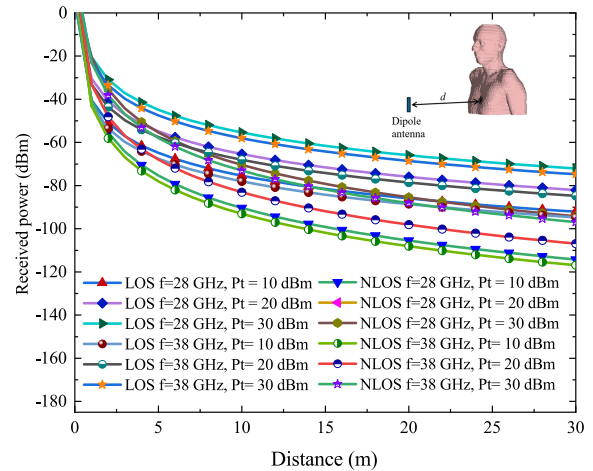 0
-20
-40
-60
-80
-100
-120
-140
-160
-180
Received power (dBm)
d
Dipole
antenna
LOS f=28 GHz, Pt= 10 dBm
LOS f=28 GHz, Pt= 20 dBm
LOS f=28 GHz, Pt= 30 dBm
LOS f=38 GHz, Pt= 10 dBm
LOS f=38 GHz, Pt= 20 dBm
LOS f=38 GHz, Pt= 30 dBm
NLOS f=28 GHz, Pt= 10 dBm
NLOS f=28 GHz, Pt= 20 dBm
NLOS f=28 GHz, Pt= 30 dBm
NLOS f=38 GHz, Pt= 10 dBm
NLOS f=38 GHz, Pt= 20 dBm
NLOS f=38 GHz, Pt= 30 dBm
0 5 10 15 20 25 30
Distance (m)